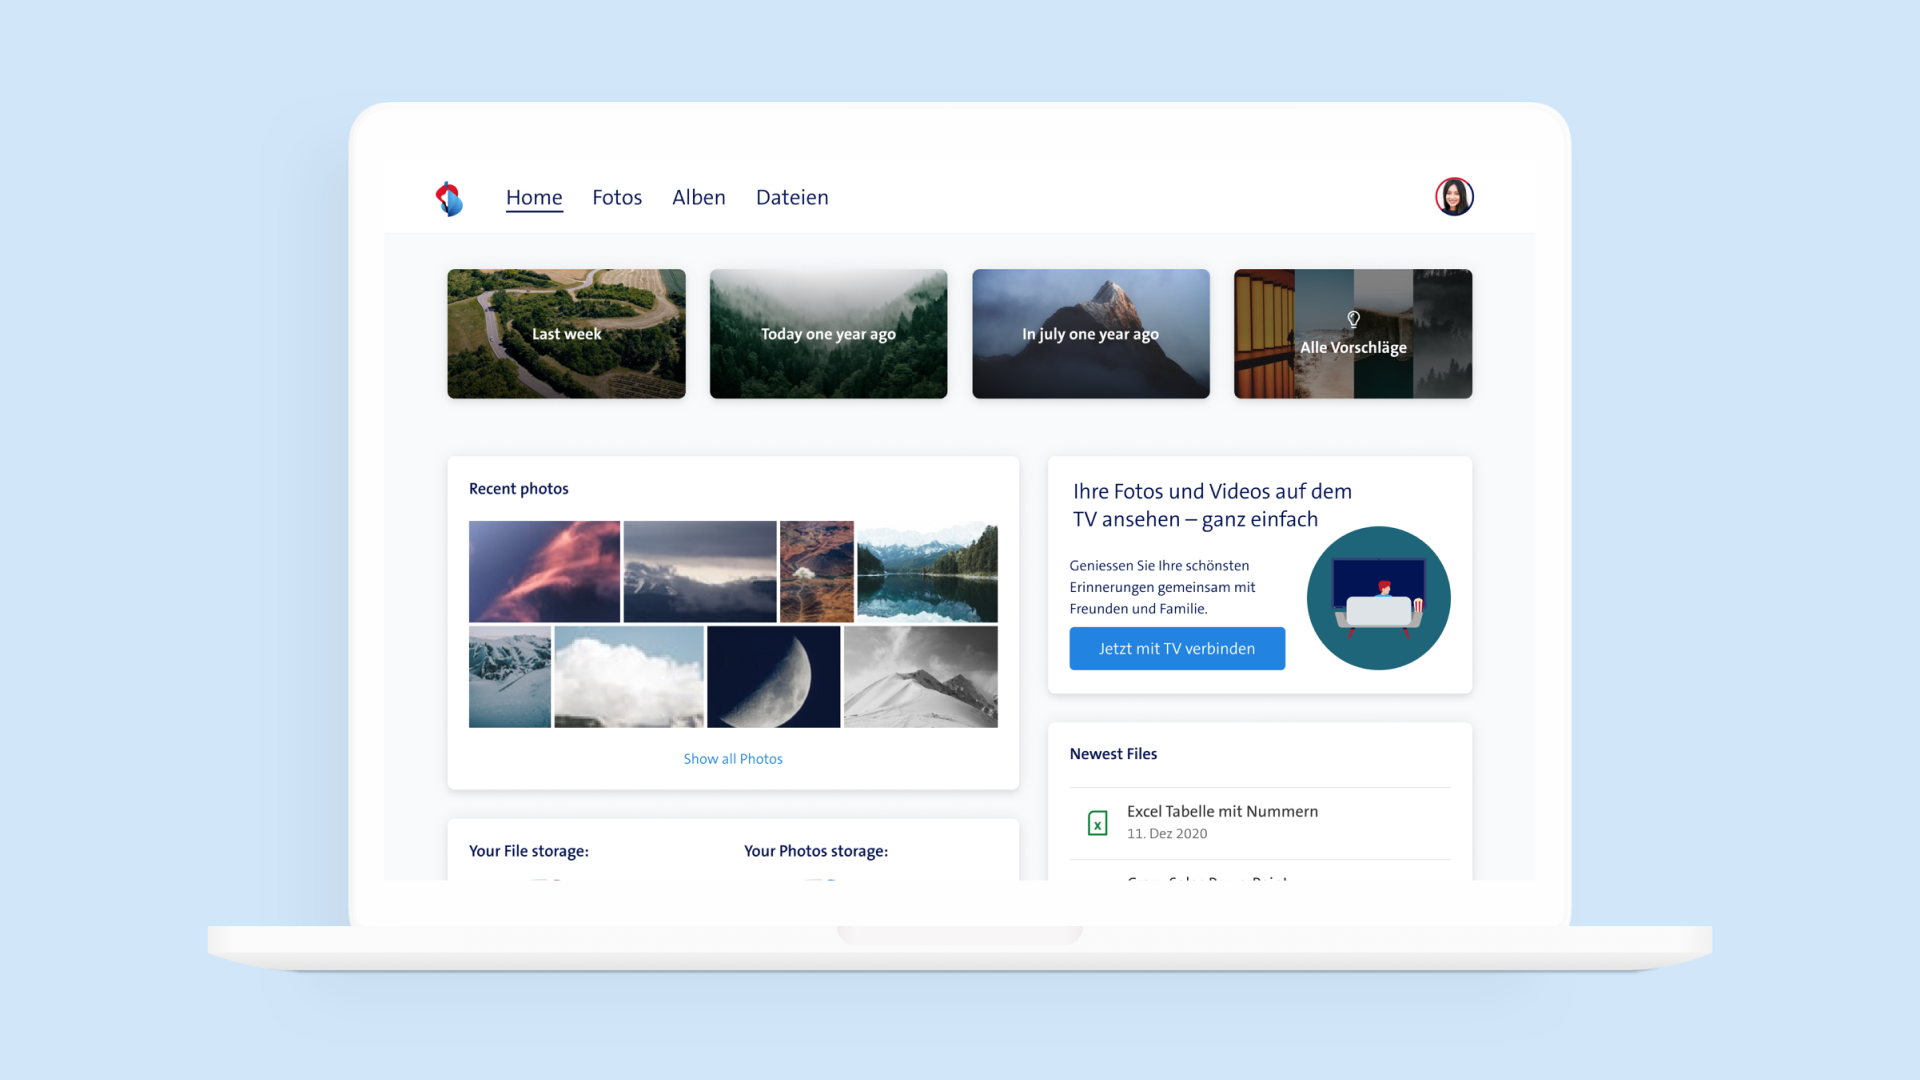 Home Fotos Alben Dateien
Last week
Today one year ago
In july one year ago
Alle Vorschläge
Recent photos
Show all Photos
Your File storage:
Your Photos storage:
Ihre Fotos und Videos auf dem
TV ansehen – ganz einfach
Geniessen Sie Ihre schönsten
Erinnerungen gemeinsam mit
Freunden und Familie.
Jetzt mit TV verbinden
Newest Files
Excel Tabelle mit Nummern
11. Dez 2020